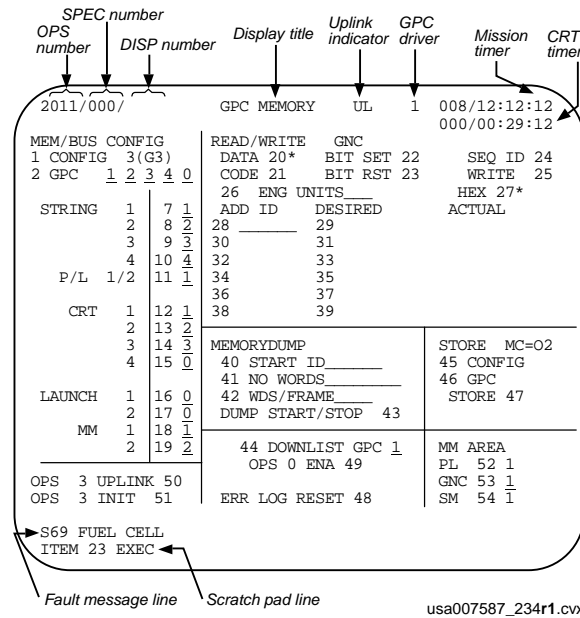 SPEC number
OPS number
DISP number
Display title
Uplink indicator
GPC driver
Mission timer
CRT timer
2011/000/ GPC MEMORY UL 1 008/12:12:12
000/00:29:12
MEM/BUS CONFIG
1 CONFIG 3(G3)
2 GPC 1 2 3 4 0
STRING 1 7 1
2 8 2
3 9 3
4 10 4
P/L 1/2 11 1
CRT 1 12 1
2 13 2
3 14 3
4 15 0
LAUNCH 1 16 0
2 17 0
MM 1 18 1
2 19 2
OPS 3 UPLINK 50
OPS 3 INIT 51
READ/WRITE GNC
DATA 20* BIT SET 22 SEQ ID 24
CODE 21 BIT RST 23 WRITE 25
26 ENG UNITS___ HEX 27*
ADD ID DESIRED ACTUAL
28 ______ 29
30 31
32 33
34 35
36 37
38 39
MEMORYDUMP
40 START ID______
41 NO WORDS________
42 WDS/FRAME____
DUMP START/STOP 43
STORE MC=O2
45 CONFIG
46 GPC
STORE 47
44 DOWNLIST GPC 1
OPS 0 ENA 49
ERR LOG RESET 48
MM AREA
PL 52 1
GNC 53 1
SM 54 1
S69 FUEL CELL
ITEM 23 EXEC
Fault message line
Scratch pad line
usa007587_234r1.cvx